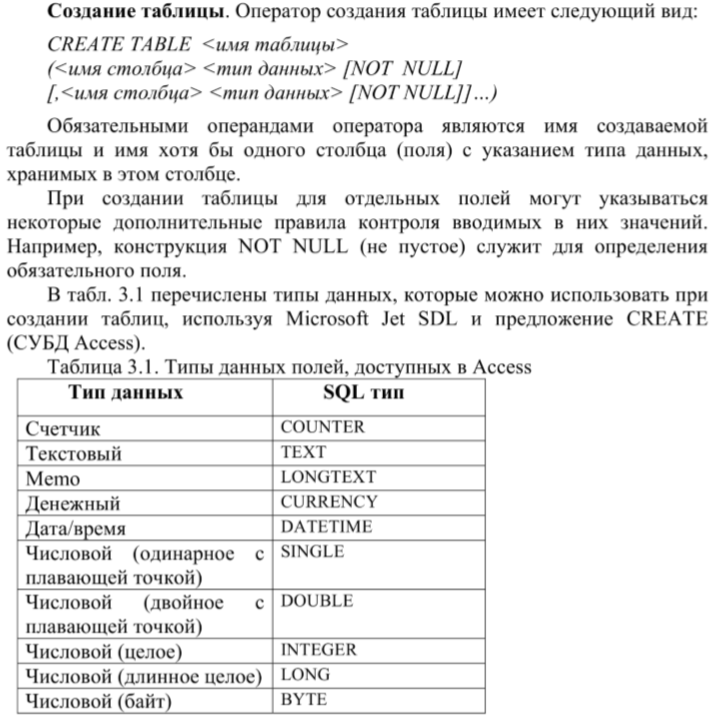 Создание таблицы. Оператор создания таблицы имеет следующий вид:
CREATE TABLE <имя таблицы>
(<имя столбца> <тип данных> [NOT NULL]
[,<имя столбца> <тип данных> [NOT NULL]]…)
Обязательными операндами оператора являются имя создаваемой
таблицы и имя хотя бы одного столбца (поля) с указанием типа данных,
хранимых в этом столбце.
При создании таблицы для отдельных полей могут указываться
некоторые дополнительные правила контроля вводимых в них значений.
Например, конструкция NOT NULL (не пустое) служит для определения
обязательного поля.
В табл. 3.1 перечислены типы данных, которые можно использовать при
создании таблиц, используя Microsoft Jet SDL и предложение CREATE
(СУБД Access).
Таблица 3.1. Типы данных полей, доступных в Access
Тип данных SQL тип
Счетчик COUNTER
Текстовый TEXT
Memo LONGTEXT
Денежный CURRENCY
Дата/время DATETIME
Числовой (одинарное с SINGLE
плавающей точкой)
Числовой (двойное с DOUBLE
плавающей точкой)
Числовой (целое) INTEGER
Числовой (длинное целое) LONG
Числовой (байт) BYTE